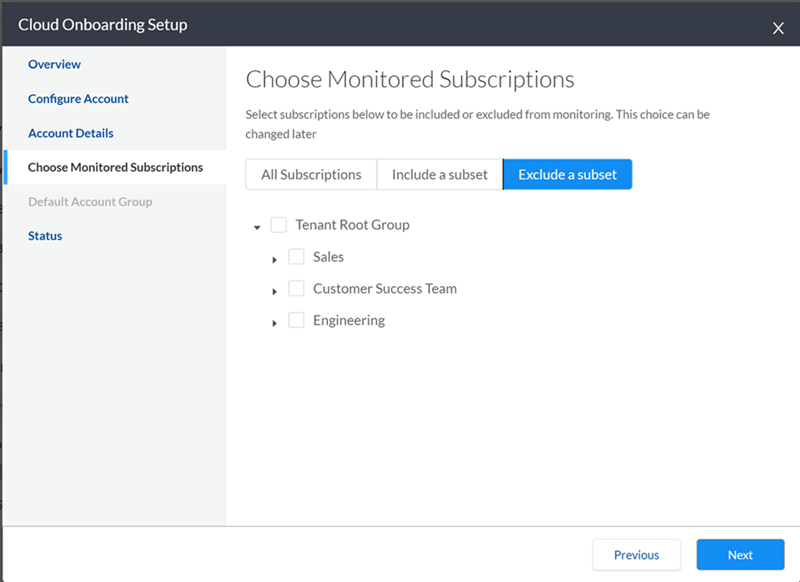 Cloud Onboarding Setup
X
Overview
Configure Account
Account Details
Choose Monitored Subscriptions
Default Account Group
Status
Choose Monitored Subscriptions
Select subscriptions below to be included or excluded from monitoring. This choice can be
changed later
All Subscriptions
Include a subset
Exclude a subset
Tenant Root Group
Sales
Customer Success Team
Engineering
Previous
Next